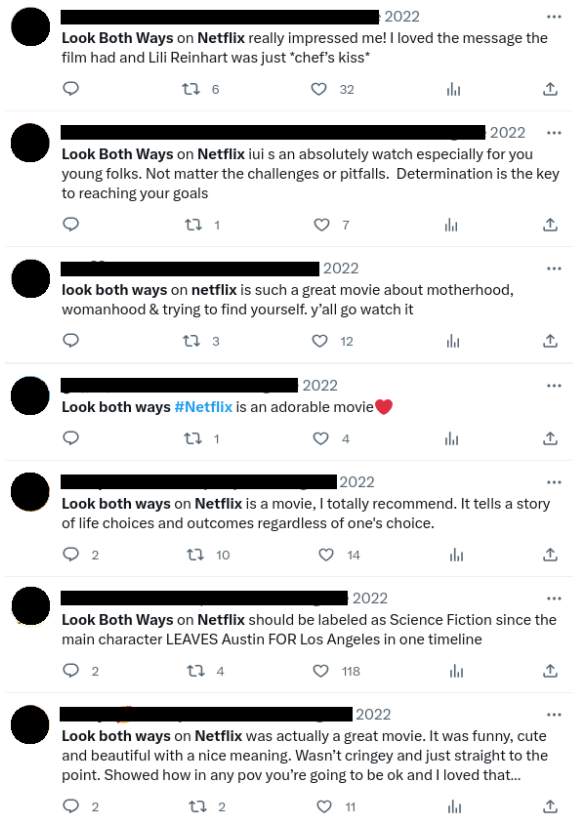 2022
Look Both Ways on Netflix really impressed me! I loved the message the
film had and Lili Reinhart was just *chef's kiss*
6 32
2022
Look Both Ways on Netflix iui s an absolutely watch especially for you
young folks. Not matter the challenges or pitfalls.  Determination is the key
to reaching your goals
1 7
2022
look both ways on netflix is such a great movie about motherhood,
womanhood & trying to find yourself. y'all go watch it
3 12
2022
Look both ways #Netflix is an adorable movie❤️
1 4
2022
Look both ways on Netflix is a movie, I totally recommend. It tells a story
of life choices and outcomes regardless of one's choice.
2 10 14
2022
Look Both Ways on Netflix should be labeled as Science Fiction since the
main character LEAVES Austin FOR Los Angeles in one timeline
2 4 118
2022
Look both ways on Netflix was actually a great movie. It was funny, cute
and beautiful with a nice meaning. Wasn't cringey and just straight to the
point. Showed how in any pov you're going to be ok and I loved that...
2 2 11